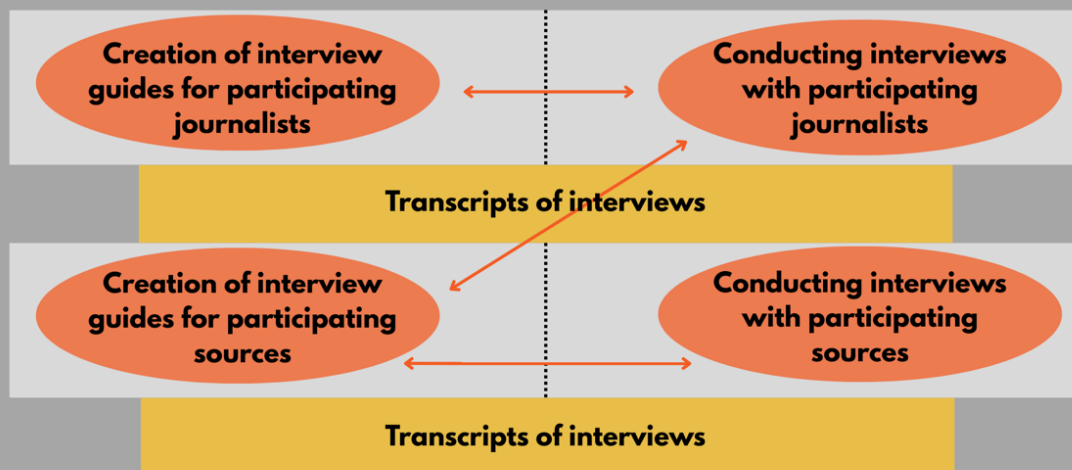 Creation of interview
guides for participating
journalists
Conducting interviews
with participating
journalists
Transcripts of interviews
Creation of interview
guides for participating
sources
Conducting interviews
with participating
sources
Transcripts of interviews